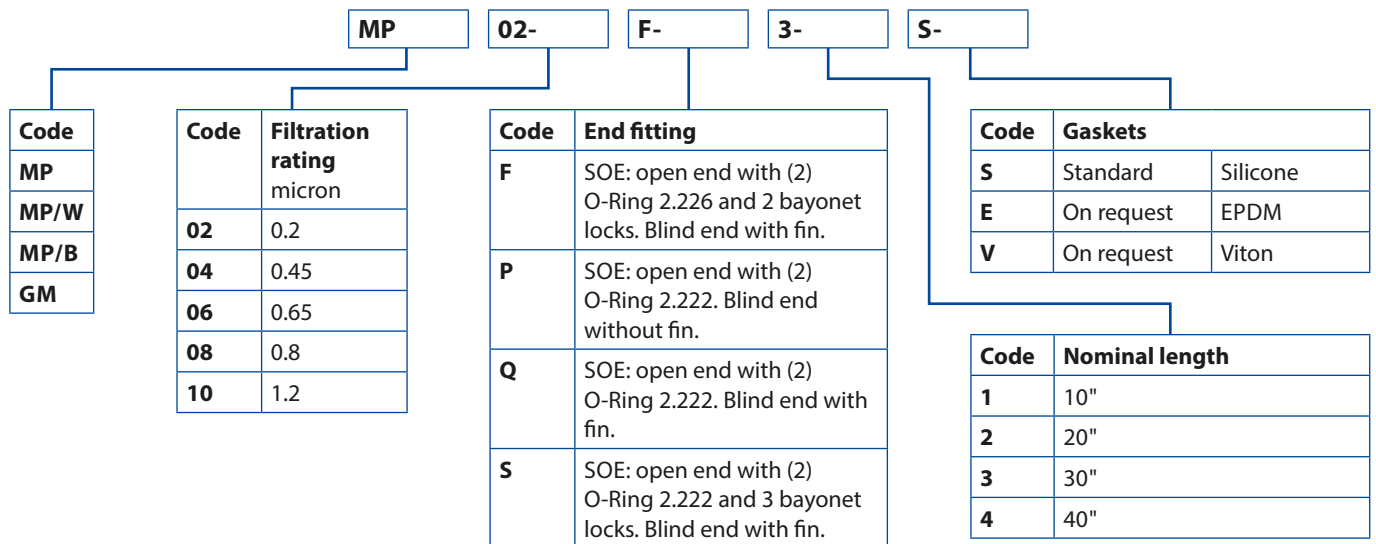 MP 02- F- 3- S-
Code
MP
MP/W
MP/B
GM
Code Filtration
rating
micron
02 0.2
04 0.45
06 0.65
08 0.8
10 1.2
Code End fitting
F SOE: open end with (2)
O-Ring 2.226 and 2 bayonet
locks. Blind end with fin.
P SOE: open end with (2)
O-Ring 2.222. Blind end
without fin.
Q SOE: open end with (2)
O-Ring 2.222. Blind end with
fin.
S SOE: open end with (2)
O-Ring 2.222 and 3 bayonet
locks. Blind end with fin.
Code Gaskets
S Standard Silicone
E On request EPDM
V On request Viton
Code Nominal length
1 10"
2 20"
3 30"
4 40"